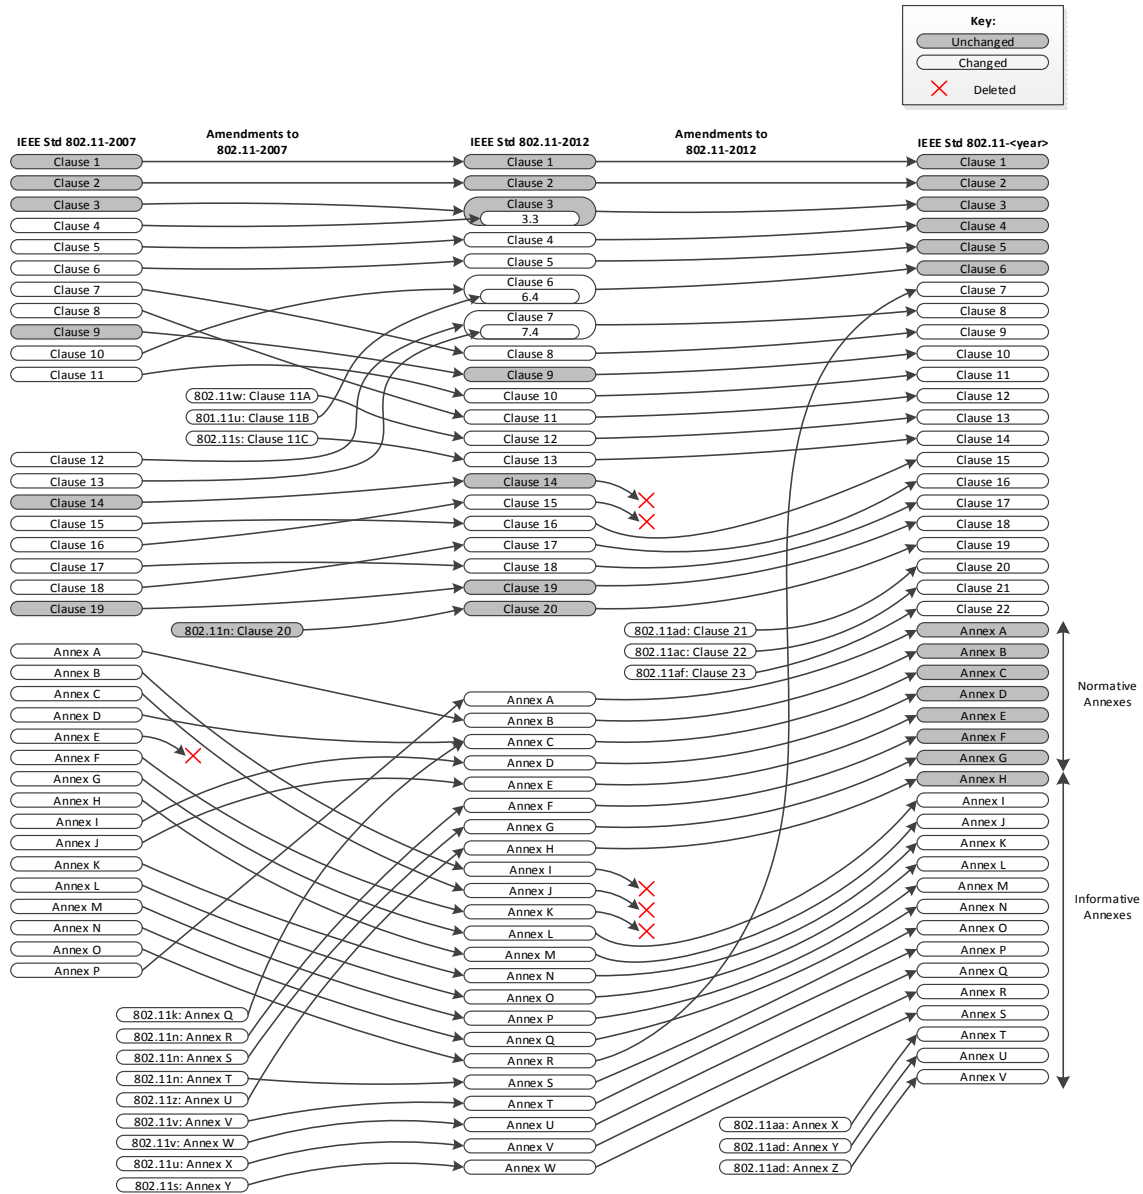 Key:
Unchanged
Changed
Deleted
IEEE Std 802.11-2007
Clause 1
Clause 2
Clause 3
Clause 4
Clause 5
Clause 6
Clause 7
Clause 8
Clause 9
Clause 10
Clause 11
Clause 12
Clause 13
Clause 14
Clause 15
Clause 16
Clause 17
Clause 18
Clause 19
Annex A
Annex B
Annex C
Annex D
Annex E
Annex F
Annex G
Annex H
Annex I
Annex J
Annex K
Annex L
Annex M
Annex N
Annex O
Annex P
Amendments to
802.11-2007
802.11w: Clause 11A
801.11u: Clause 11B
802.11s: Clause 11C
802.11n: Clause 20
802.11k: Annex Q
802.11n: Annex R
802.11n: Annex S
802.11n: Annex T
802.11z: Annex U
802.11v: Annex V
802.11v: Annex W
802.11u: Annex X
802.11s: Annex Y
IEEE Std 802.11-2012
Clause 1
Clause 2
Clause 3
3.3
Clause 4
Clause 5
Clause 6
6.4
Clause 7
7.4
Clause 8
Clause 9
Clause 10
Clause 11
Clause 12
Clause 13
Clause 14
Clause 15
Clause 16
Clause 17
Clause 18
Clause 19
Clause 20
Annex A
Annex B
Annex C
Annex D
Annex E
Annex F
Annex G
Annex H
Annex I
Annex J
Annex K
Annex L
Annex M
Annex N
Annex O
Annex P
Annex Q
Annex R
Annex S
Annex T
Annex U
Annex V
Annex W
Amendments to
802.11-2012
802.11ad: Clause 21
802.11ac: Clause 22
802.11af: Clause 23
802.11aa: Annex X
802.11ad: Annex Y
802.11ad: Annex Z
IEEE Std 802.11-<year>
Clause 1
Clause 2
Clause 3
Clause 4
Clause 5
Clause 6
Clause 7
Clause 8
Clause 9
Clause 10
Clause 11
Clause 12
Clause 13
Clause 14
Clause 15
Clause 16
Clause 17
Clause 18
Clause 19
Clause 20
Clause 21
Clause 22
Annex A
Annex B
Annex C
Annex D
Annex E
Annex F
Annex G
Annex H
Annex I
Annex J
Annex K
Annex L
Annex M
Annex N
Annex O
Annex P
Annex Q
Annex R
Annex S
Annex T
Annex U
Annex V
Normative
Annexes
Informative
Annexes